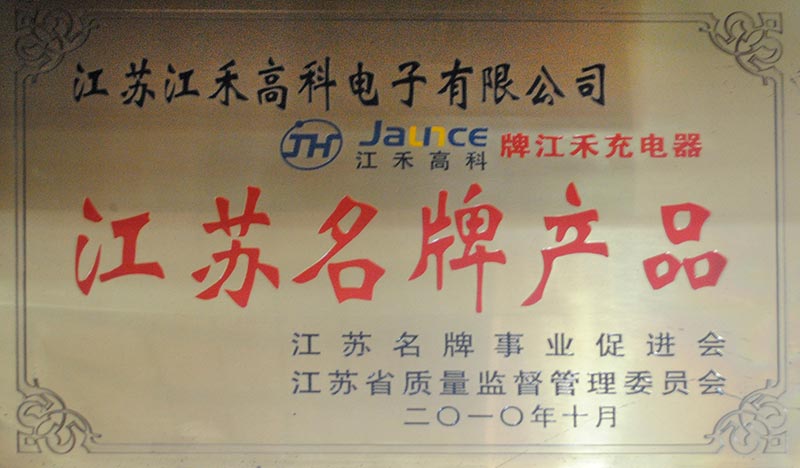 江苏江禾高科电子有限公司
JH Jalnce 江禾高科 牌江禾充电器
江苏名牌产品
江苏名牌事业促进会
江苏省质量监督管理委员会
二〇一〇年十月